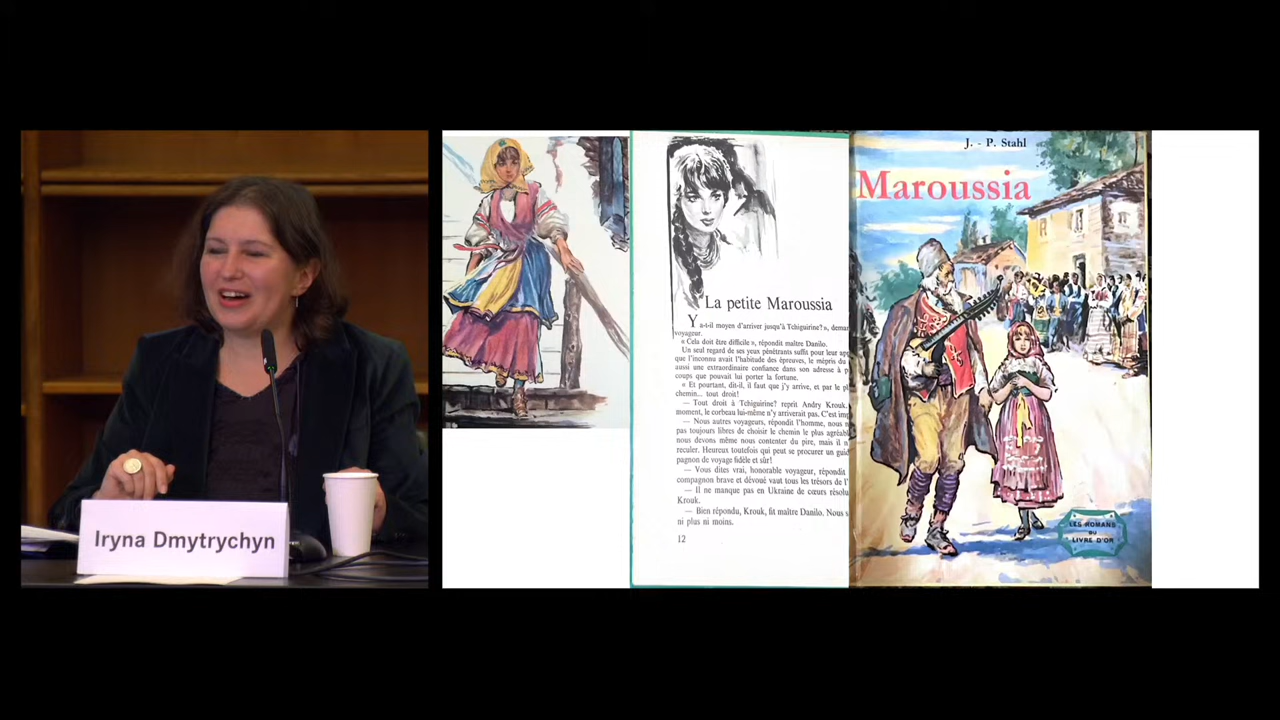 Iryna Dmytrychyn
La petite Maroussia
Y a-t-il moyen d'arriver jusqu'à Tchiguirine? »,
voyageur.
« Cela doit être difficile », répondit maître Danilo.
Un seul regard de ses yeux pénétrants suffit pour leur
que l'inconnu avait l'habitude des épreuves, le mépris du
aussi une extraordinaire confiance dans son adresse à
coups que pouvait lui porter la fortune.
« Et pourtant, dit-il, il faut que j'y arrive, et par le
chemin... tout droit!
— Tout droit à Tchiguirine? reprit Andry Krouk.
moment, le corbeau lui-même n'y arriverait pas. C'est
— Nous autres voyageurs, répondit l'homme, nous
pas toujours libres de choisir le chemin le plus
nous devons même nous contenter du pire, mais il
reculer. Heureux toutefois qui peut se procurer un
pagnon de voyage fidèle et sûr!
— Vous dites vrai, honorable voyageur, répondit
compagnon brave et dévoué vaut tous les trésors de
— Il ne manque pas en Ukraine de cœurs
Krouk.
— Bien répondu, Krouk, fit maître Danilo. Nous
ni plus ni moins.
12
J. - P. Stahl
Maroussia
LES ROMANS
DU
LIVRE D'OR